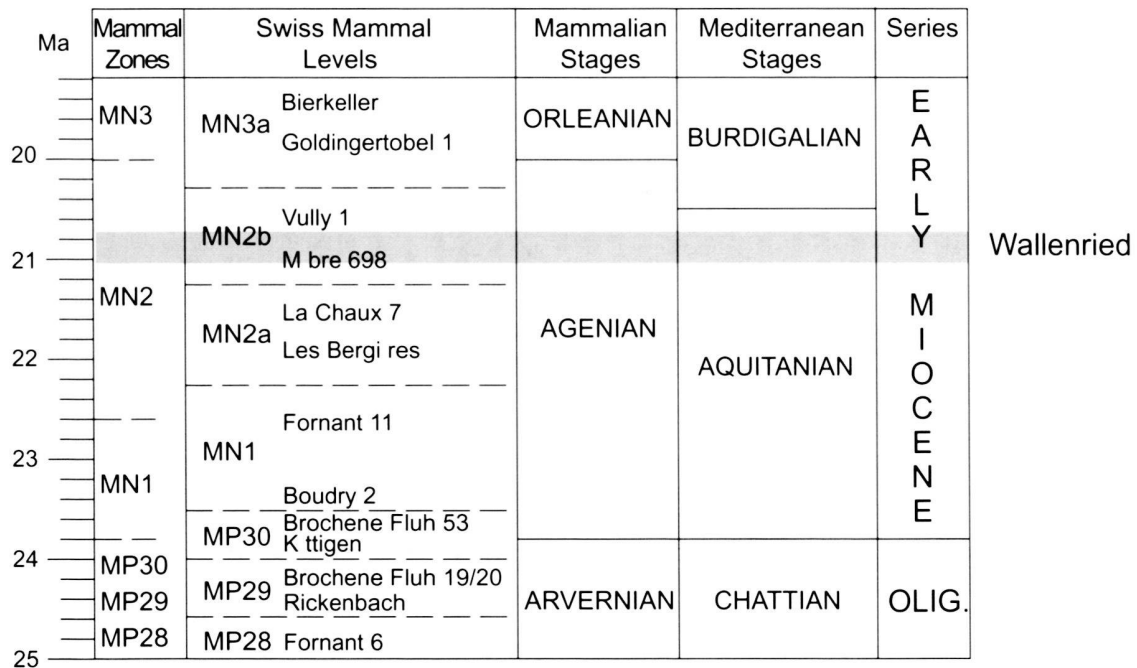 Ma
Mammal Zones
Swiss Mammal Levels
Mammalian Stages
Mediterranean Stages
Series
MN3
MN3a
Bierkeller
Goldingertobel 1
ORLEANIAN
BURDIGALIAN
EARLY MIOCENE
20
Vully 1
MN2b
M bre 698
Wallenried
21
MN2
MN2a
La Chaux 7
Les Bergi res
AGENIAN
AQUITANIAN
22
Fornant 11
MN1
23
MN1
Boudry 2
MP30
Brochene Fluh 53
K ttigen
24
MP30
MP29
Brochene Fluh 19/20
Rickenbach
MP29
ARVERNIAN
CHATTIAN
OLIG.
MP28
MP28
Fornant 6
25